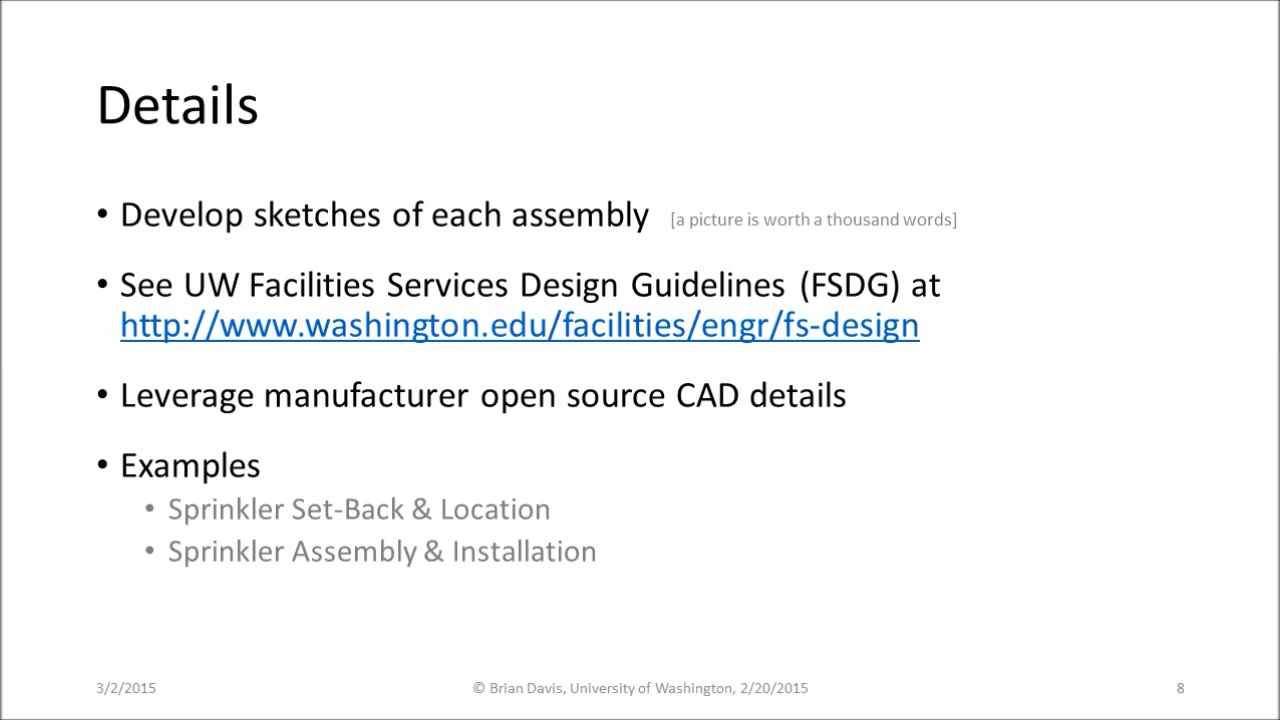 Details
• Develop sketches of each assembly [a picture is worth a thousand words]
• See UW Facilities Services Design Guidelines (FSDG) at
http://www.washington.edu/facilities/engr/fs-design
• Leverage manufacturer open source CAD details
• Examples
• Sprinkler Set-Back & Location
• Sprinkler Assembly & Installation
3/2/2015 © Brian Davis, University of Washington, 2/20/2015 8